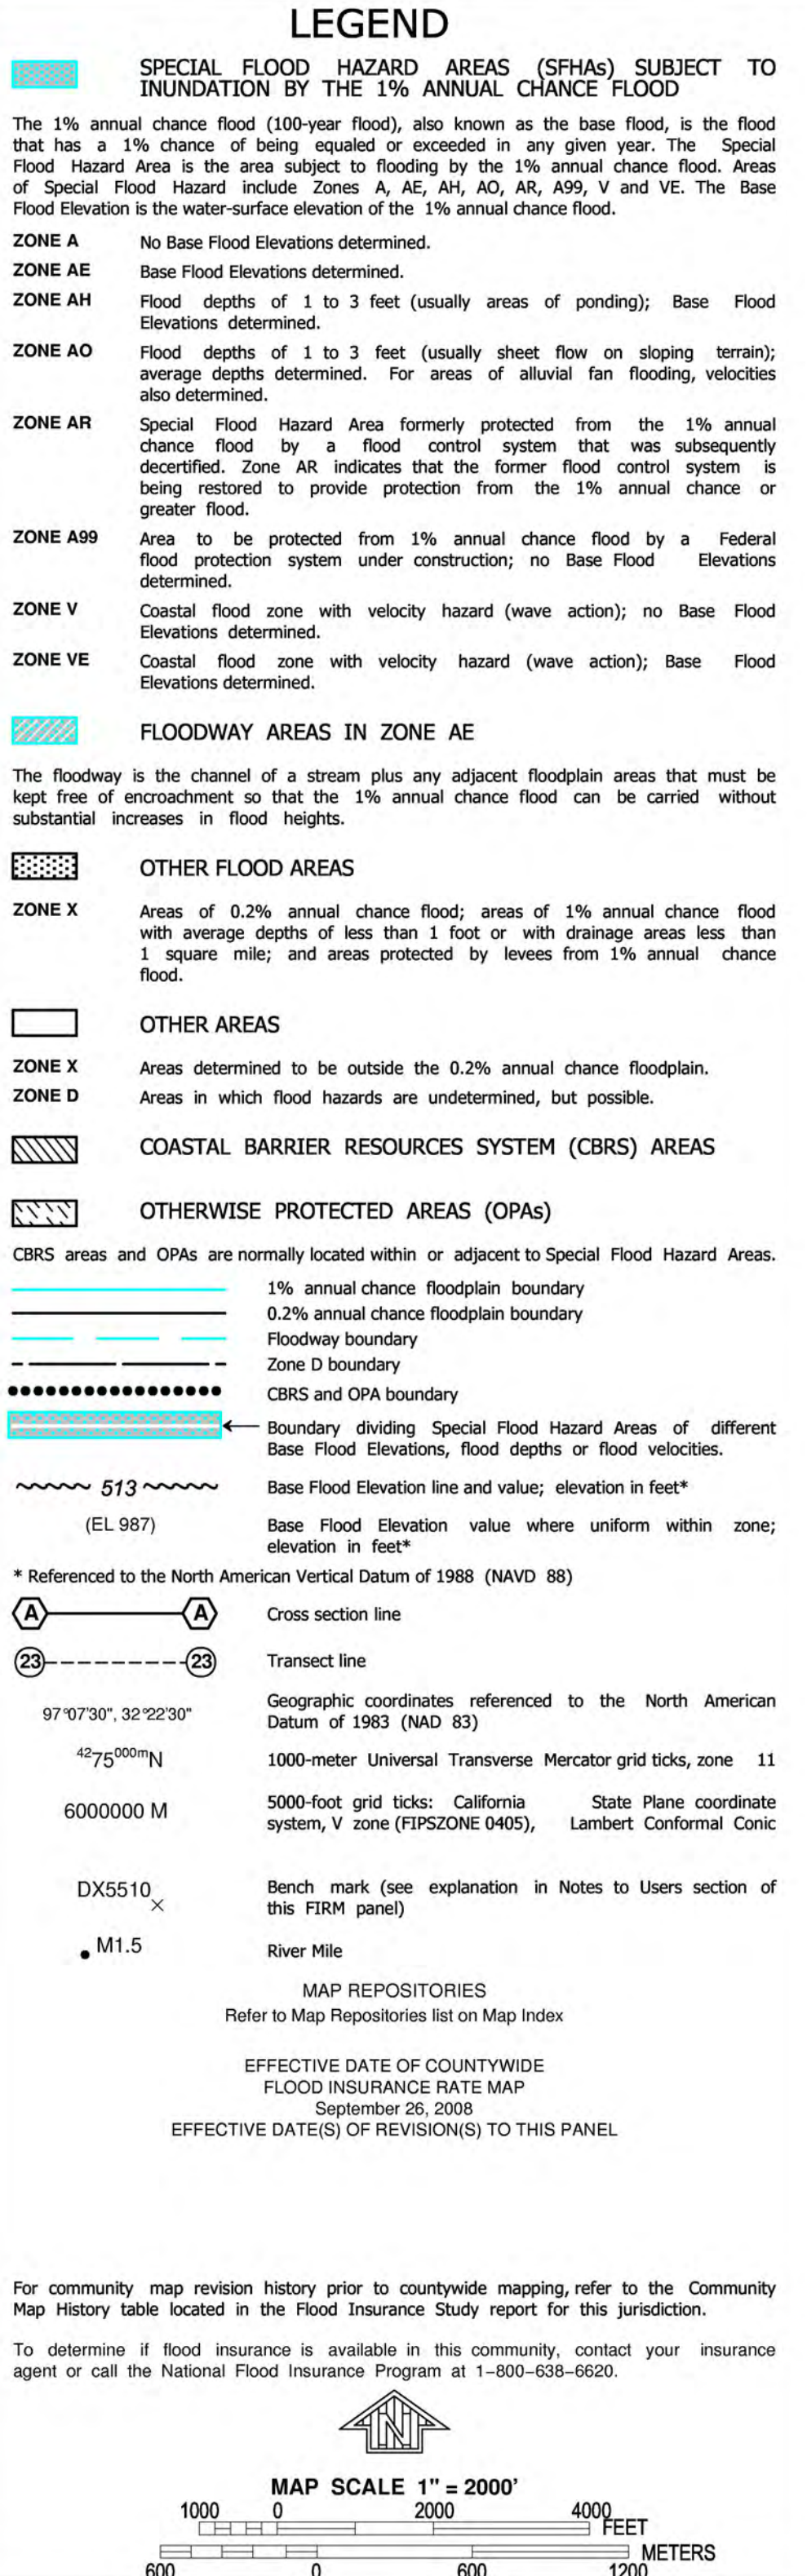 LEGEND
SPECIAL FLOOD HAZARD AREAS (SFHAs) SUBJECT TO
INUNDATION BY THE 1% ANNUAL CHANCE FLOOD
The 1% annual chance flood (100-year flood), also known as the base flood, is the flood
that has a 1% chance of being equaled or exceeded in any given year. The Special
Flood Hazard Area is the area subject to flooding by the 1% annual chance flood. Areas
of Special Flood Hazard include Zones A, AE, AH, AO, AR, A99, V and VE. The Base
Flood Elevation is the water-surface elevation of the 1% annual chance flood.
ZONE A No Base Flood Elevations determined.
ZONE AE Base Flood Elevations determined.
ZONE AH Flood depths of 1 to 3 feet (usually areas of ponding); Base Flood
Elevations determined.
ZONE AO Flood depths of 1 to 3 feet (usually sheet flow on sloping terrain);
average depths determined. For areas of alluvial fan flooding, velocities
also determined.
ZONE AR Special Flood Hazard Area formerly protected from the 1% annual
chance flood by a flood control system that was subsequently
decertified. Zone AR indicates that the former flood control system is
being restored to provide protection from the 1% annual chance or
greater flood.
ZONE A99 Area to be protected from 1% annual chance flood by a Federal
flood protection system under construction; no Base Flood Elevations
determined.
ZONE V Coastal flood zone with velocity hazard (wave action); no Base Flood
Elevations determined.
ZONE VE Coastal flood zone with velocity hazard (wave action); Base Flood
Elevations determined.
FLOODWAY AREAS IN ZONE AE
The floodway is the channel of a stream plus any adjacent floodplain areas that must be
kept free of encroachment so that the 1% annual chance flood can be carried without
substantial increases in flood heights.
OTHER FLOOD AREAS
ZONE X Areas of 0.2% annual chance flood; areas of 1% annual chance flood
with average depths of less than 1 foot or with drainage areas less than
1 square mile; and areas protected by levees from 1% annual chance
flood.
OTHER AREAS
ZONE X Areas determined to be outside the 0.2% annual chance floodplain.
ZONE D Areas in which flood hazards are undetermined, but possible.
COASTAL BARRIER RESOURCES SYSTEM (CBRS) AREAS
OTHERWISE PROTECTED AREAS (OPAs)
CBRS areas and OPAs are normally located within or adjacent to Special Flood Hazard Areas.
1% annual chance floodplain boundary
0.2% annual chance floodplain boundary
Floodway boundary
Zone D boundary
CBRS and OPA boundary
Boundary dividing Special Flood Hazard Areas of different
Base Flood Elevations, flood depths or flood velocities.
513 Base Flood Elevation line and value; elevation in feet*
(EL 987) Base Flood Elevation value where uniform within zone;
elevation in feet*
* Referenced to the North American Vertical Datum of 1988 (NAVD 88)
A A Cross section line
23 23 Transect line
97°07'30", 32°22'30" Geographic coordinates referenced to the North American
Datum of 1983 (NAD 83)
4275000mN 1000-meter Universal Transverse Mercator grid ticks, zone 11
6000000 M 5000-foot grid ticks: California State Plane coordinate
system, V zone (FIPSZONE 0405), Lambert Conformal Conic
DX5510 Bench mark (see explanation in Notes to Users section of
this FIRM panel)
M1.5 River Mile
MAP REPOSITORIES
Refer to Map Repositories list on Map Index
EFFECTIVE DATE OF COUNTYWIDE
FLOOD INSURANCE RATE MAP
September 26, 2008
EFFECTIVE DATE(S) OF REVISION(S) TO THIS PANEL
For community map revision history prior to countywide mapping, refer to the Community
Map History table located in the Flood Insurance Study report for this jurisdiction.
To determine if flood insurance is available in this community, contact your insurance
agent or call the National Flood Insurance Program at 1-800-638-6620.
N
MAP SCALE 1" = 2000'
1000 0 2000 4000
FEET
METERS
600 0 600 1200